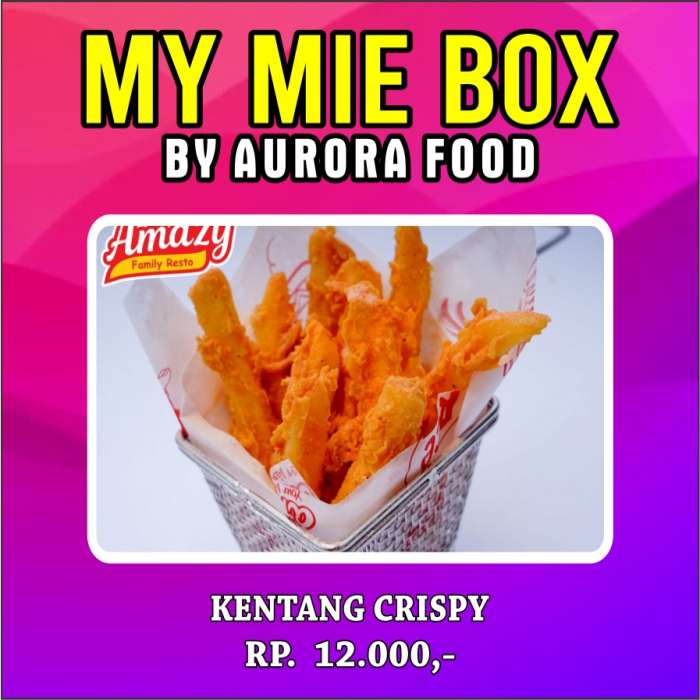 MY MIE BOX
BY AURORA FOOD
Amazy
Family Resto
KENTANG CRISPY
RP. 12.000,-